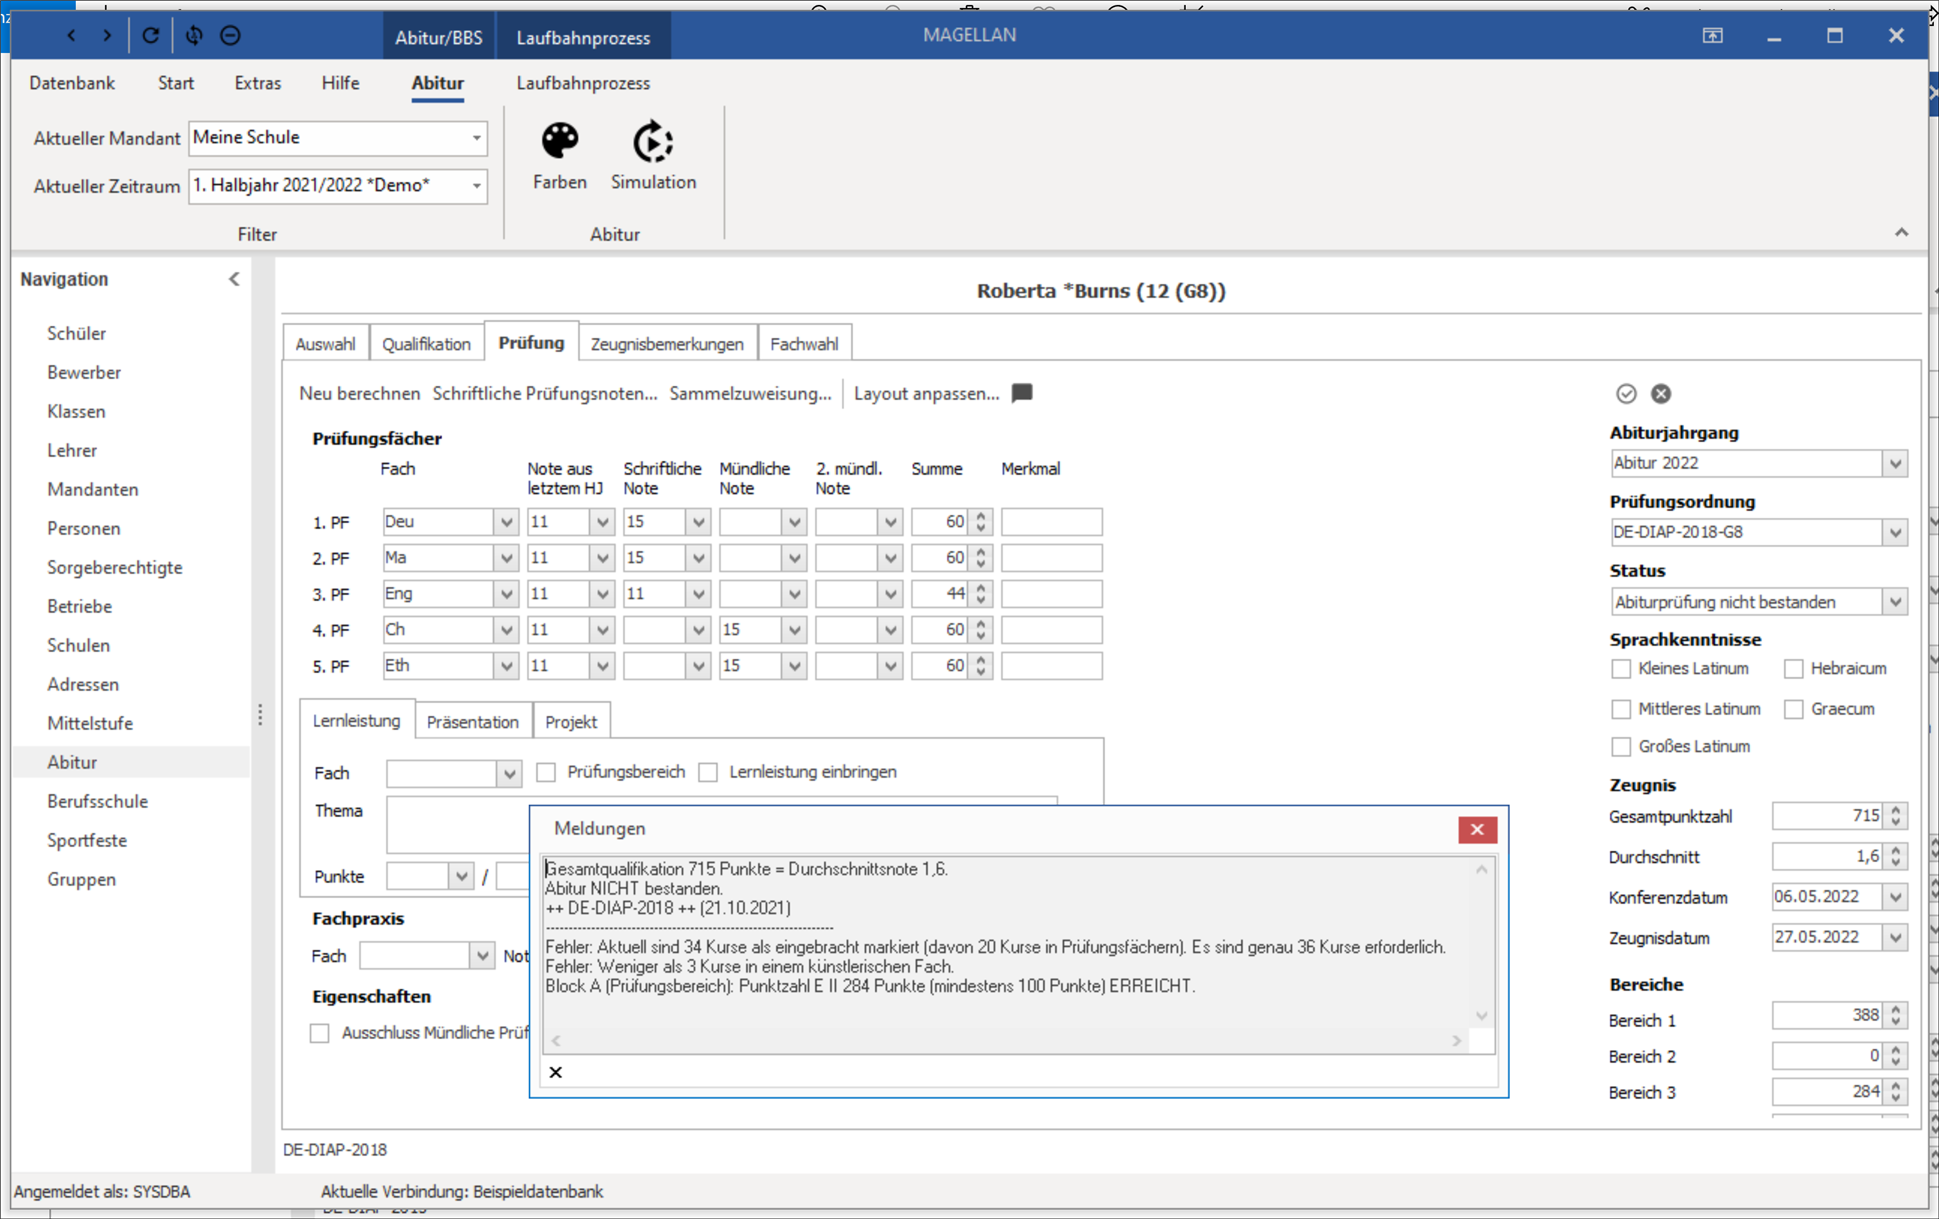 Abitur/BBS Laufbahnprozess MAGELLAN
Datenbank Start Extras Hilfe Abitur Laufbahnprozess
Aktueller Mandant Meine Schule
Aktueller Zeitraum 1. Halbjahr 2021/2022 *Demo*
Farben Simulation
Filter Abitur
Navigation
Schüler
Bewerber
Klassen
Lehrer
Mandanten
Personen
Sorgeberechtigte
Betriebe
Schulen
Adressen
Mittelstufe
Abitur
Berufsschule
Sportfeste
Gruppen
Roberta *Burns (12 (G8))
Auswahl Qualifikation Prüfung Zeugnisbemerkungen Fachwahl
Neu berechnen Schriftliche Prüfungsnoten... Sammelzuweisung... Layout anpassen...
Prüfungsfächer
Fach Note aus letztem HJ Schriftliche Note Mündliche Note 2. mündl. Note Summe Merkmal
1. PF Deu 11 15 60
2. PF Ma 11 15 60
3. PF Eng 11 11 44
4. PF Ch 11 15 60
5. PF Eth 11 15 60
Lernleistung Präsentation Projekt
Fach Prüfungsbereich Lernleistung einbringen
Thema
Punkte /
Fachpraxis
Fach Not
Eigenschaften
Ausschluss Mündliche Prüf
Meldungen
Gesamtqualifikation 715 Punkte = Durchschnittsnote 1,6.
Abitur NICHT bestanden.
++ DE-DIAP-2018 ++ (21.10.2021)
----------------------------------------------------------------
Fehler: Aktuell sind 34 Kurse als eingebracht markiert (davon 20 Kurse in Prüfungsfächern). Es sind genau 36 Kurse erforderlich.
Fehler: Weniger als 3 Kurse in einem künstlerischen Fach.
Block A (Prüfungsbereich): Punktzahl E II 284 Punkte (mindestens 100 Punkte) ERREICHT.
Abiturjahrgang
Abitur 2022
Prüfungsordnung
DE-DIAP-2018-G8
Status
Abiturprüfung nicht bestanden
Sprachkenntnisse
Kleines Latinum Hebraicum
Mittleres Latinum Graecum
Großes Latinum
Zeugnis
Gesamtpunktzahl 715
Durchschnitt 1,6
Konferenzdatum 06.05.2022
Zeugnisdatum 27.05.2022
Bereiche
Bereich 1 388
Bereich 2 0
Bereich 3 284
DE-DIAP-2018
Angemeldet als: SYSDBA Aktuelle Verbindung: Beispieldatenbank